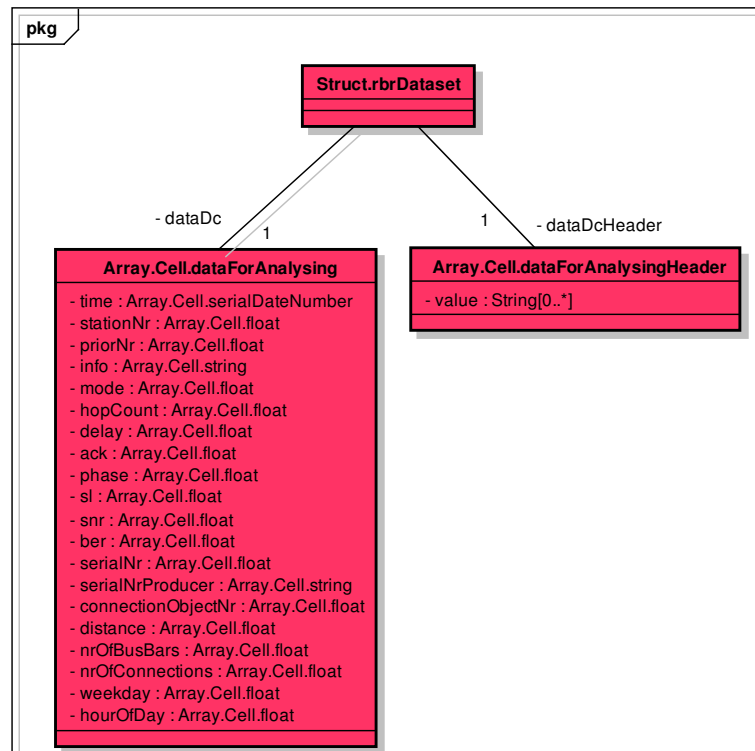 pkg
Struct.rbrDataset
- dataDc
1
1
- dataDcHeader
Array.Cell.dataForAnalysing
- time : Array.Cell.serialDateNumber
- stationNr : Array.Cell.float
- priorNr : Array.Cell.float
- info : Array.Cell.string
- mode : Array.Cell.float
- hopCount : Array.Cell.float
- delay : Array.Cell.float
- ack : Array.Cell.float
- phase : Array.Cell.float
- sl : Array.Cell.float
- snr : Array.Cell.float
- ber : Array.Cell.float
- serialNr : Array.Cell.float
- serialNrProducer : Array.Cell.string
- connectionObjectNr : Array.Cell.float
- distance : Array.Cell.float
- nrOfBusBars : Array.Cell.float
- nrOfConnections : Array.Cell.float
- weekday : Array.Cell.float
- hourOfDay : Array.Cell.float
Array.Cell.dataForAnalysingHeader
- value : String[0..*]